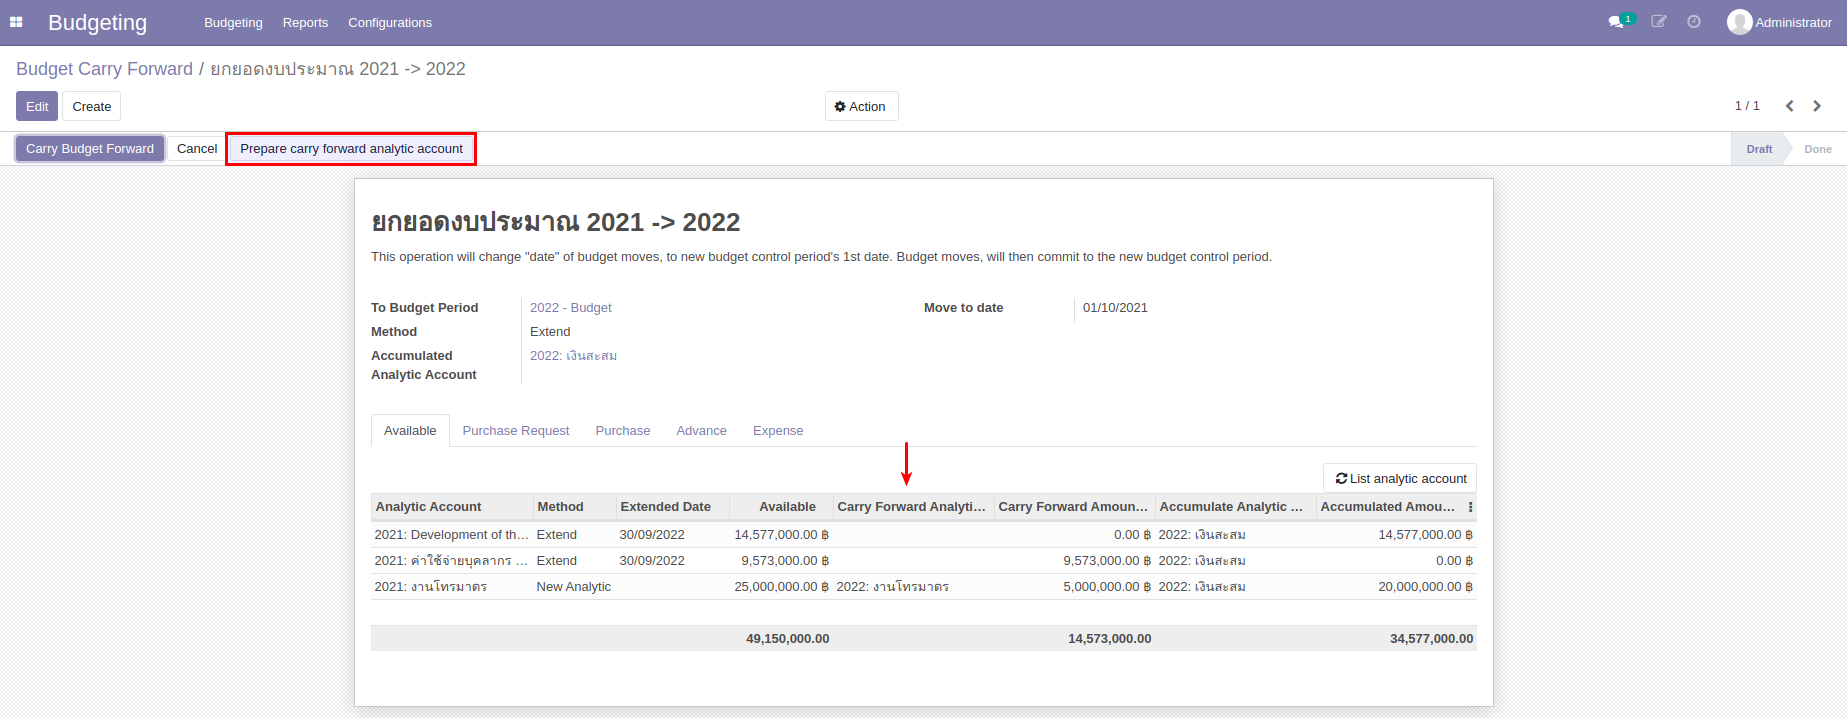 Budgeting Budgeting Reports Configurations 1 Administrator
Budget Carry Forward / ยกยอดงบประมาณ 2021 -> 2022
Edit Create Action 1 / 1
Carry Budget Forward Cancel Prepare carry forward analytic account Draft Done
ยกยอดงบประมาณ 2021 -> 2022
This operation will change "date" of budget moves, to new budget control period's 1st date. Budget moves, will then commit to the new budget control period.
To Budget Period 2022 - Budget Move to date 01/10/2021
Method Extend
Accumulated 2022: เงินสะสม
Analytic Account
Available Purchase Request Purchase Advance Expense
List analytic account
Analytic Account Method Extended Date Available Carry Forward Analyti... Carry Forward Amoun... Accumulate Analytic ... Accumulated Amou...
2021: Development of th... Extend 30/09/2022 14,577,000.00 ฿ 0.00 ฿ 2022: เงินสะสม 14,577,000.00 ฿
2021: ค่าใช้จ่ายบุคลากร ... Extend 30/09/2022 9,573,000.00 ฿ 9,573,000.00 ฿ 2022: เงินสะสม 0.00 ฿
2021: งานโทรมาตร New Analytic 25,000,000.00 ฿ 2022: งานโทรมาตร 5,000,000.00 ฿ 2022: เงินสะสม 20,000,000.00 ฿
49,150,000.00 14,573,000.00 34,577,000.00